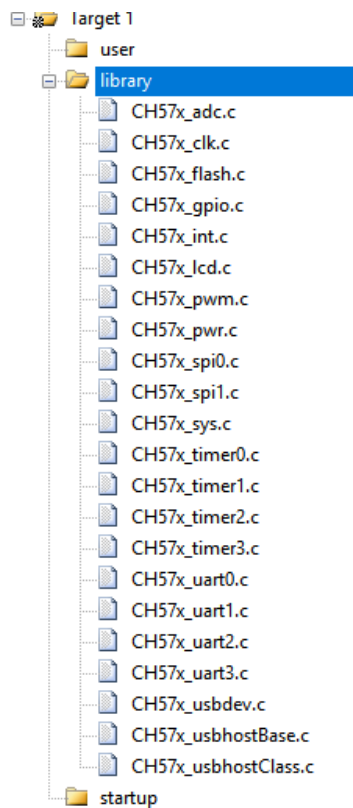 Target 1
user
library
CH57x_adc.c
CH57x_clk.c
CH57x_flash.c
CH57x_gpio.c
CH57x_int.c
CH57x_lcd.c
CH57x_pwm.c
CH57x_pwr.c
CH57x_spi0.c
CH57x_spi1.c
CH57x_sys.c
CH57x_timer0.c
CH57x_timer1.c
CH57x_timer2.c
CH57x_timer3.c
CH57x_uart0.c
CH57x_uart1.c
CH57x_uart2.c
CH57x_uart3.c
CH57x_usbdev.c
CH57x_usbhostBase.c
CH57x_usbhostClass.c
startup